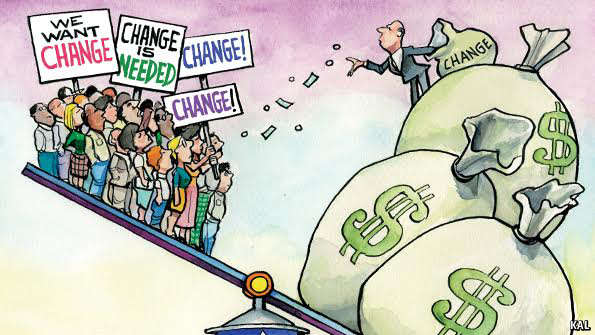 WE
WANT
CHANGE
CHANGE
IS
NEEDED
CHANGE!
CHANGE!
CHANGE
$
$
$
KAL